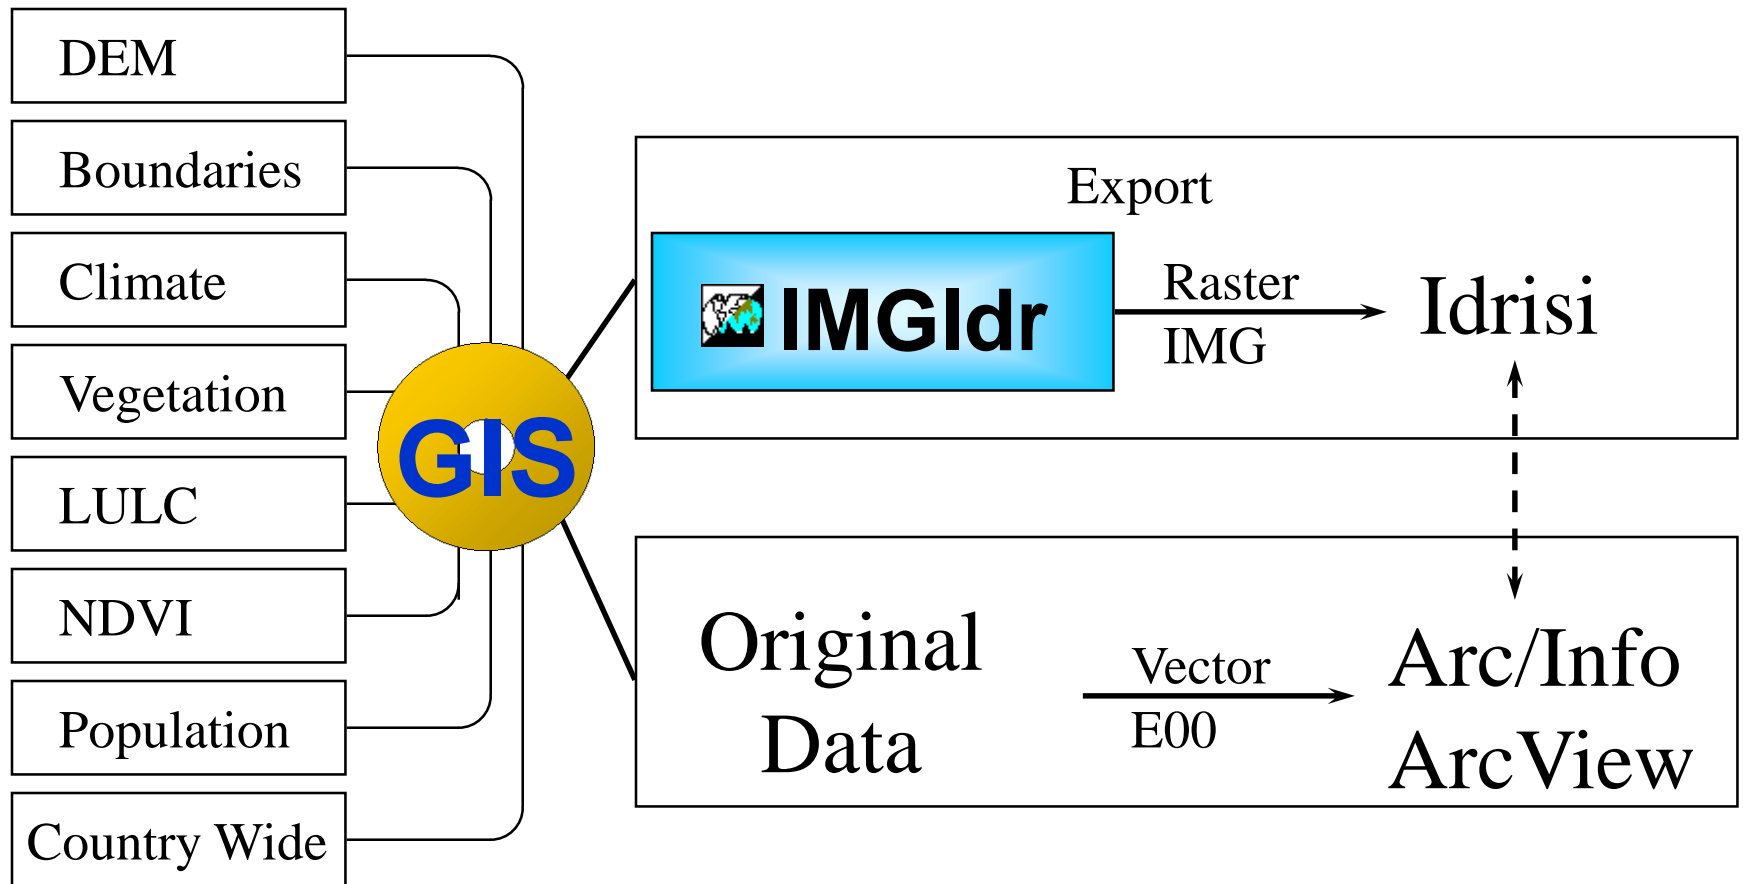 DEM
Boundaries
Climate
Vegetation
LULC
NDVI
Population
Country Wide
GIS
Export
IMGIdr
Raster
IMG
Idrisi
Original
Data
Vector
E00
Arc/Info
ArcView